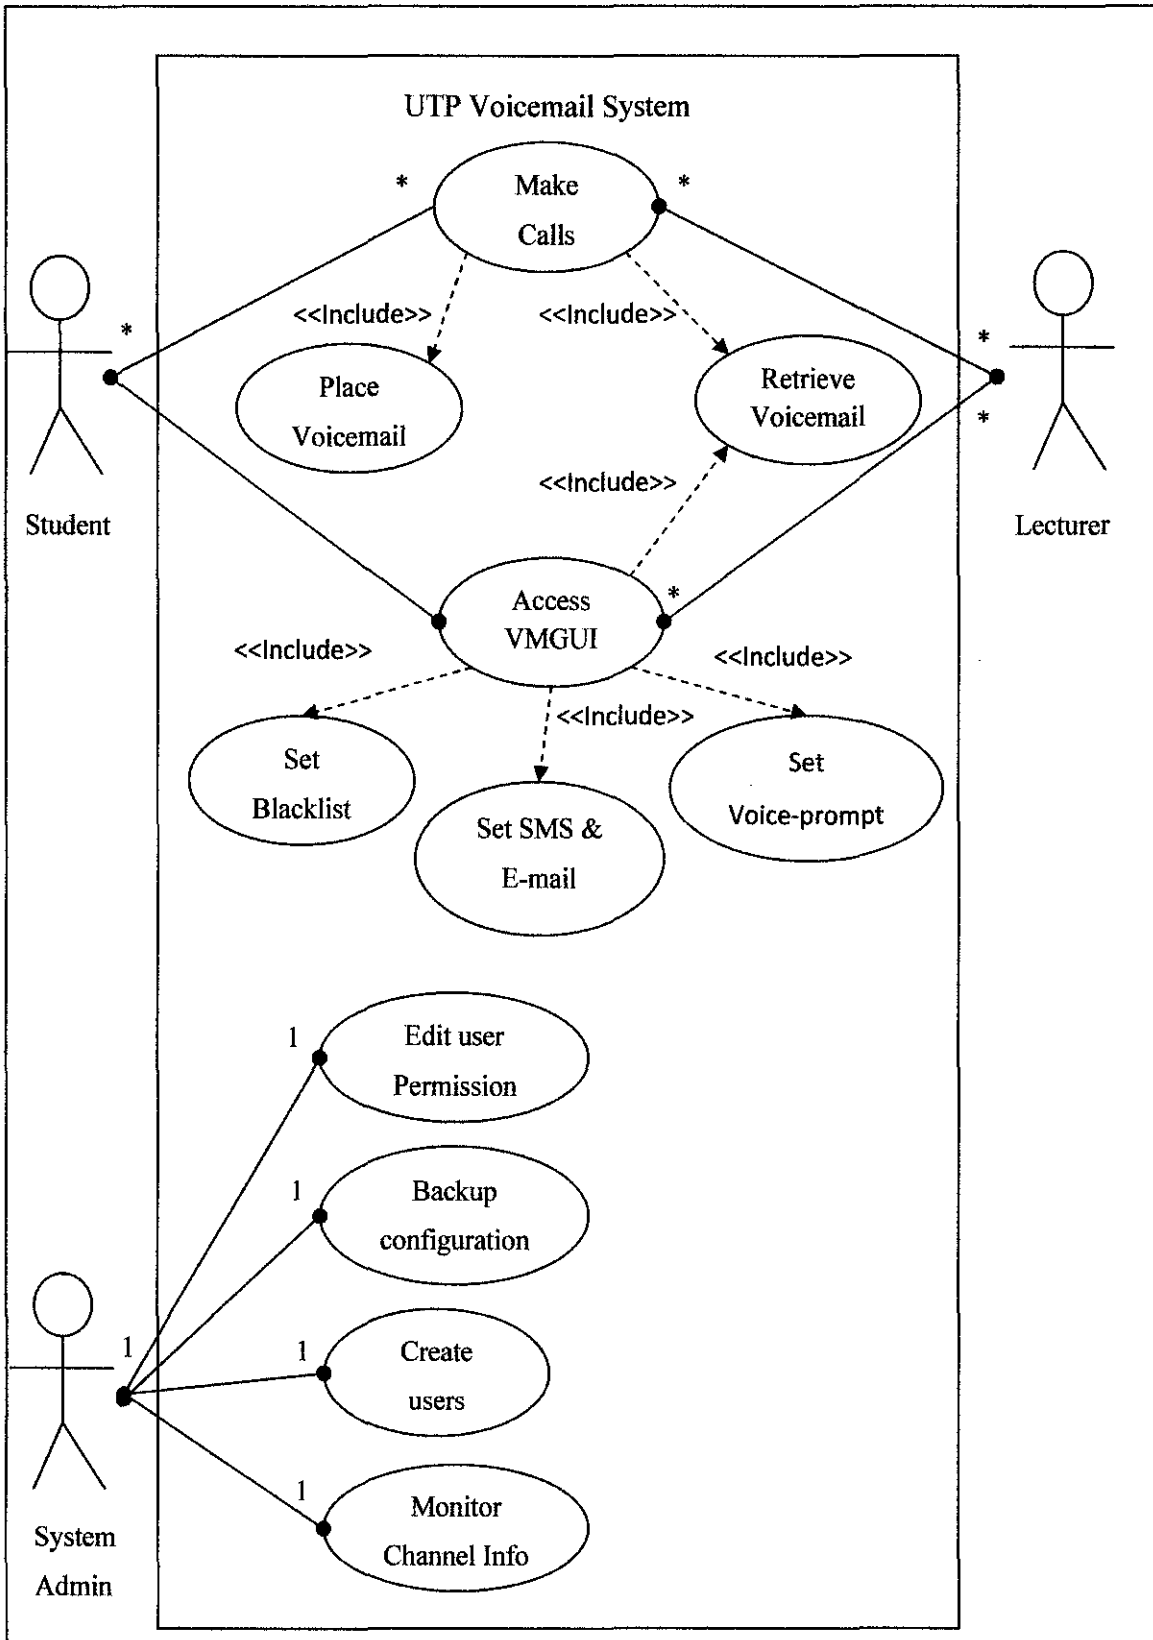 UTP Voicemail System
*
Make
*
Calls
<<Include>>
<<Include>>
*
*
Place
Voicemail
Retrieve
Voicemail
*
<<Include>>
Student
Lecturer
Access
VMGUI
*
<<Include>>
<<Include>>
<<Include>>
Set
Blacklist
Set SMS &
E-mail
Set
Voice-prompt
1
Edit user
Permission
1
Backup
configuration
1
1
Create
users
1
Monitor
Channel Info
System
Admin